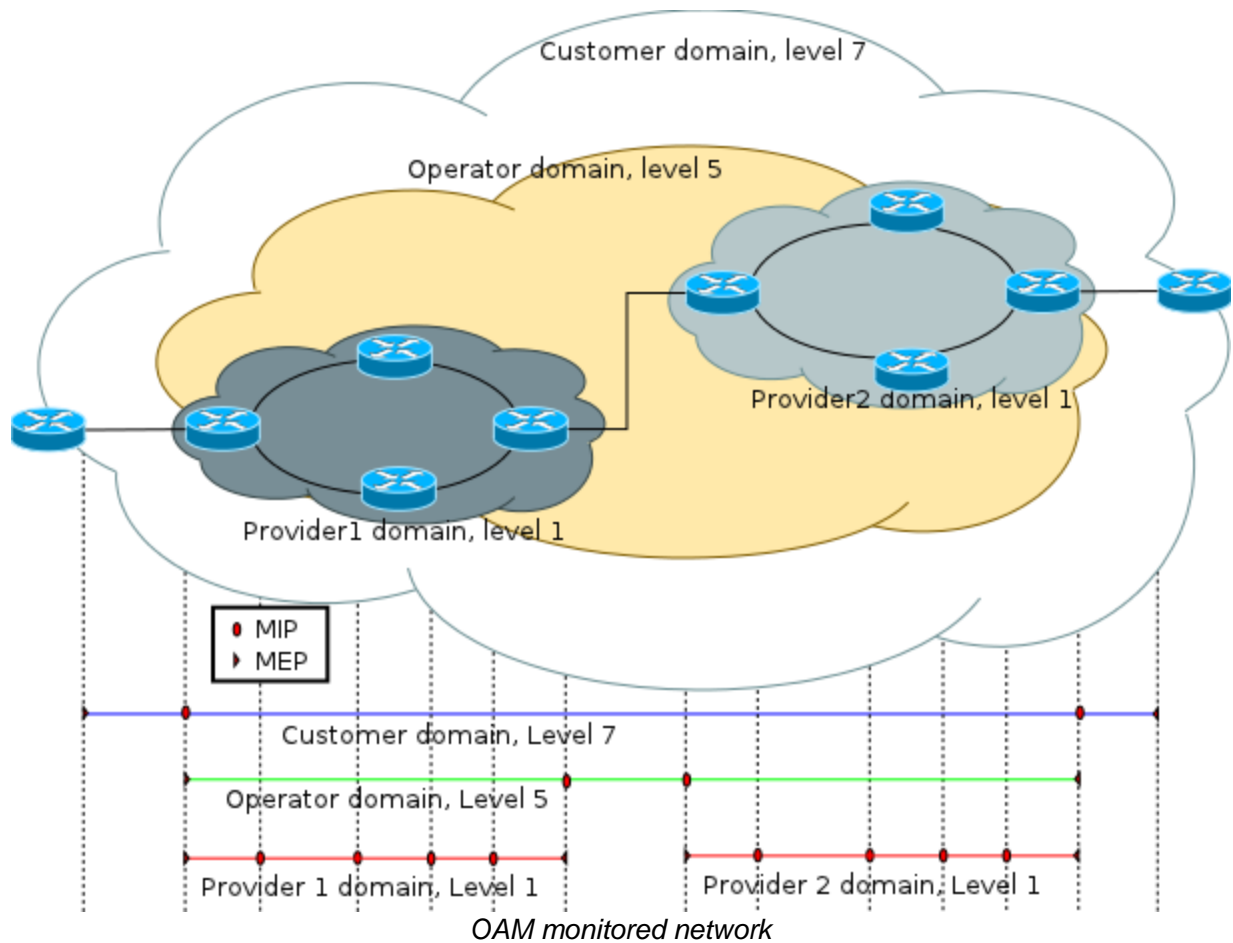 Customer domain, level 7
Operator domain, level 5
Provider2 domain, level 1
Provider1 domain, level 1
MIP
MEP
Customer domain, Level 7
Operator domain, Level 5
Provider 1 domain, Level 1
Provider 2 domain, Level 1
OAM monitored network